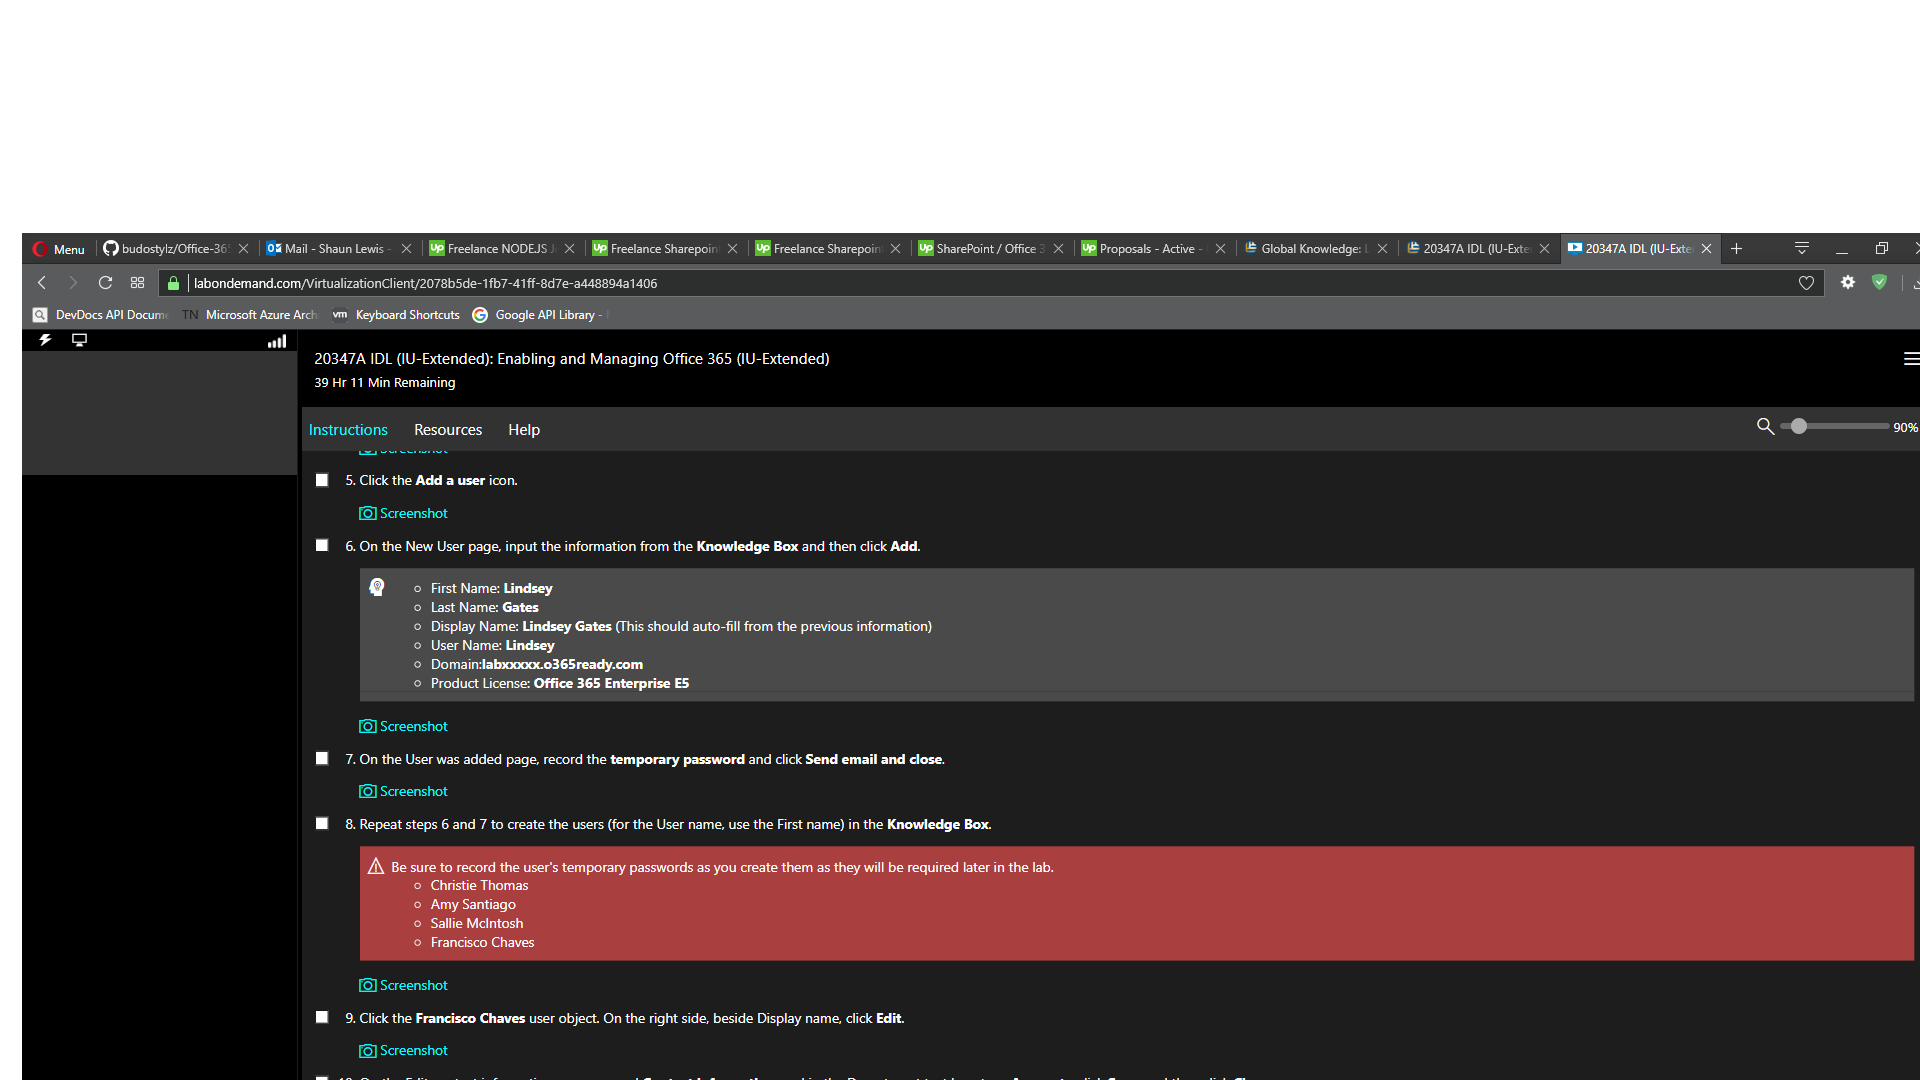 Menu
budostylz/Office-365
Mail - Shaun Lewis -
Freelance NODEJS J
Freelance Sharepoin
Freelance Sharepoint
SharePoint / Office 3
Proposals - Active -
Global Knowledge: L
20347A IDL (IU-Exte
20347A IDL (IU-Exte
labondemand.com/VirtualizationClient/2078b5de-1fb7-41ff-8d7e-a448894a1406
DevDocs API Docume
TN Microsoft Azure Arch
vm Keyboard Shortcuts
Google API Library -
20347A IDL (IU-Extended): Enabling and Managing Office 365 (IU-Extended)
39 Hr 11 Min Remaining
Instructions Resources Help
90%
Screenshot
5. Click the Add a user icon.
Screenshot
6. On the New User page, input the information from the Knowledge Box and then click Add.
First Name: Lindsey
Last Name: Gates
Display Name: Lindsey Gates (This should auto-fill from the previous information)
User Name: Lindsey
Domain:labxxxxx.o365ready.com
Product License: Office 365 Enterprise E5
Screenshot
7. On the User was added page, record the temporary password and click Send email and close.
Screenshot
8. Repeat steps 6 and 7 to create the users (for the User name, use the First name) in the Knowledge Box.
Be sure to record the user's temporary passwords as you create them as they will be required later in the lab.
Christie Thomas
Amy Santiago
Sallie McIntosh
Francisco Chaves
Screenshot
9. Click the Francisco Chaves user object. On the right side, beside Display name, click Edit.
Screenshot